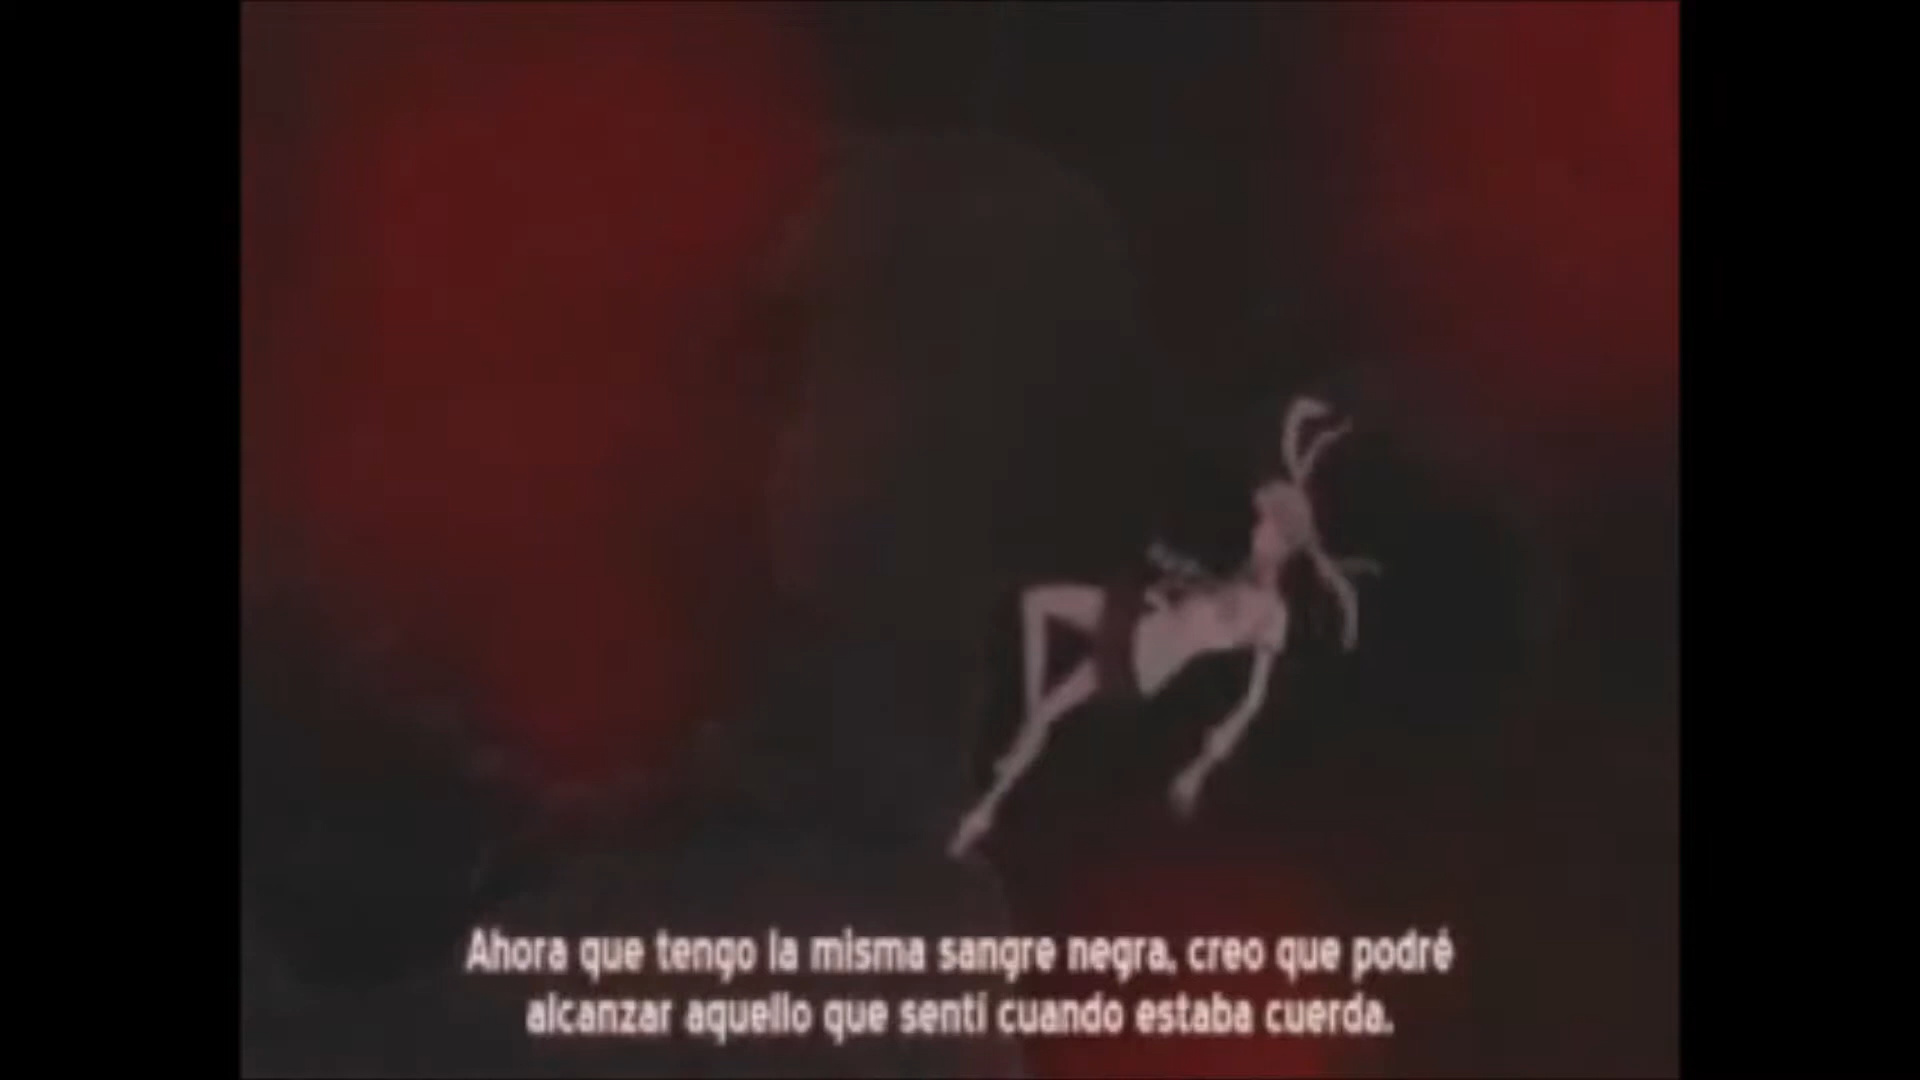 Ahora que tengo la misma sangre negra, creo que podré
alcanzar aquello que sentí cuando estaba cuerda.